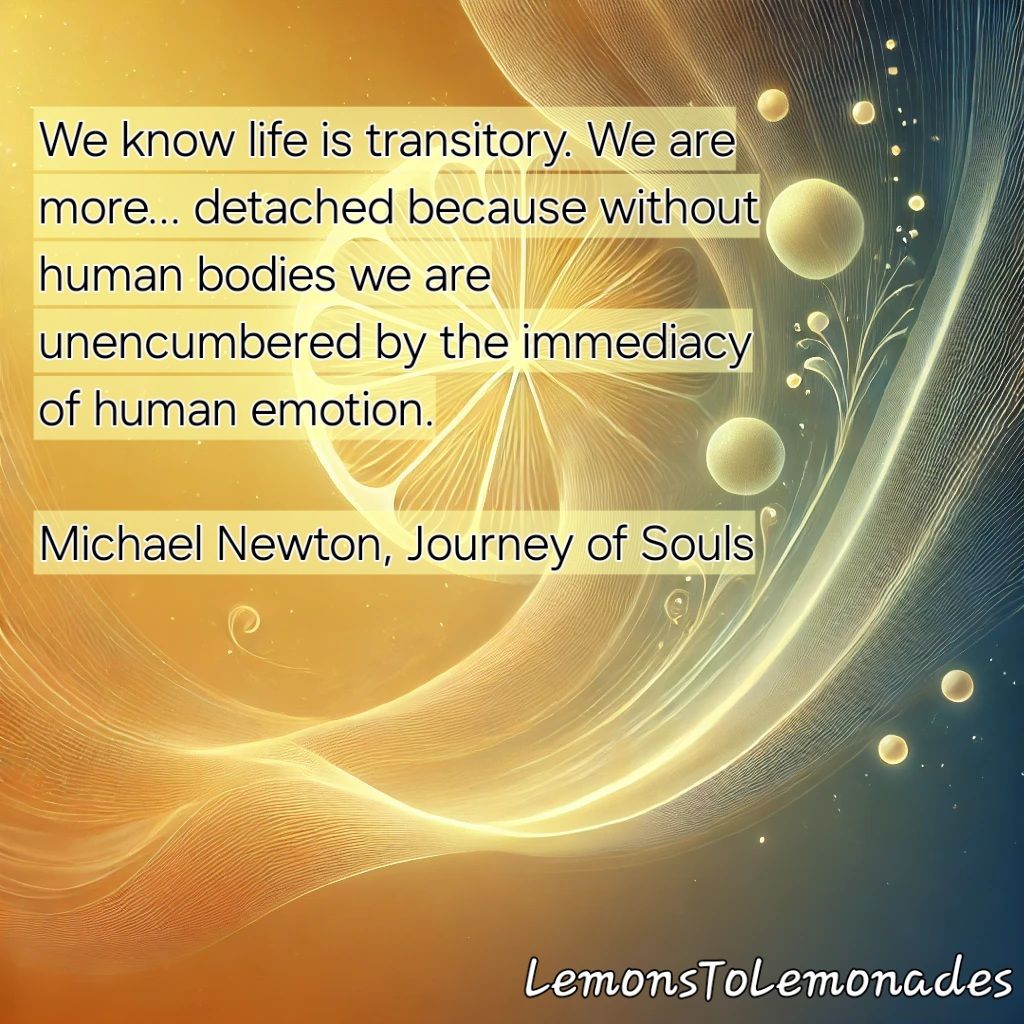 We know life is transitory. We are
more... detached because without
human bodies we are
unencumbered by the immediacy
of human emotion.
Michael Newton, Journey of Souls
LemonsToLemonades